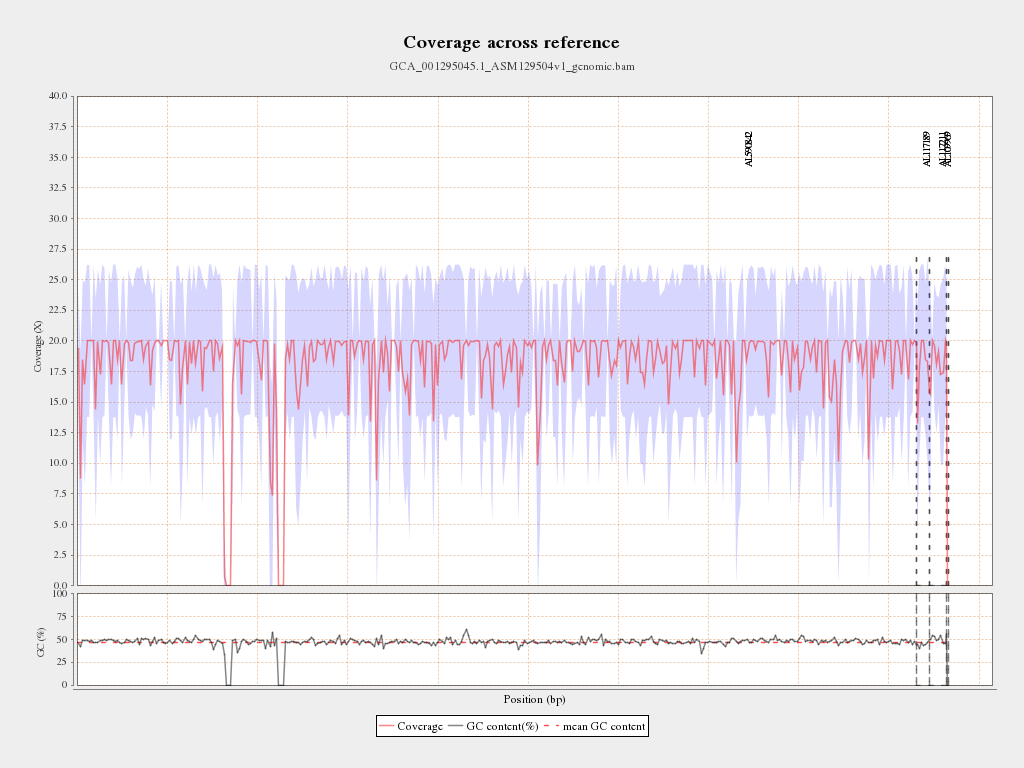 Coverage across reference
GCA_001295045.1_ASM129504v1_genomic.bam
40.0
37.5
35.0
32.5
30.0
27.5
25.0
22.5
20.0
17.5
15.0
12.5
10.0
7.5
5.0
2.5
0.0
Coverage (X)
AL590842
AL117189
AL117211
AL109969
100
75
50
25
0
GC (%)
Position (bp)
Coverage GC content(%) mean GC content